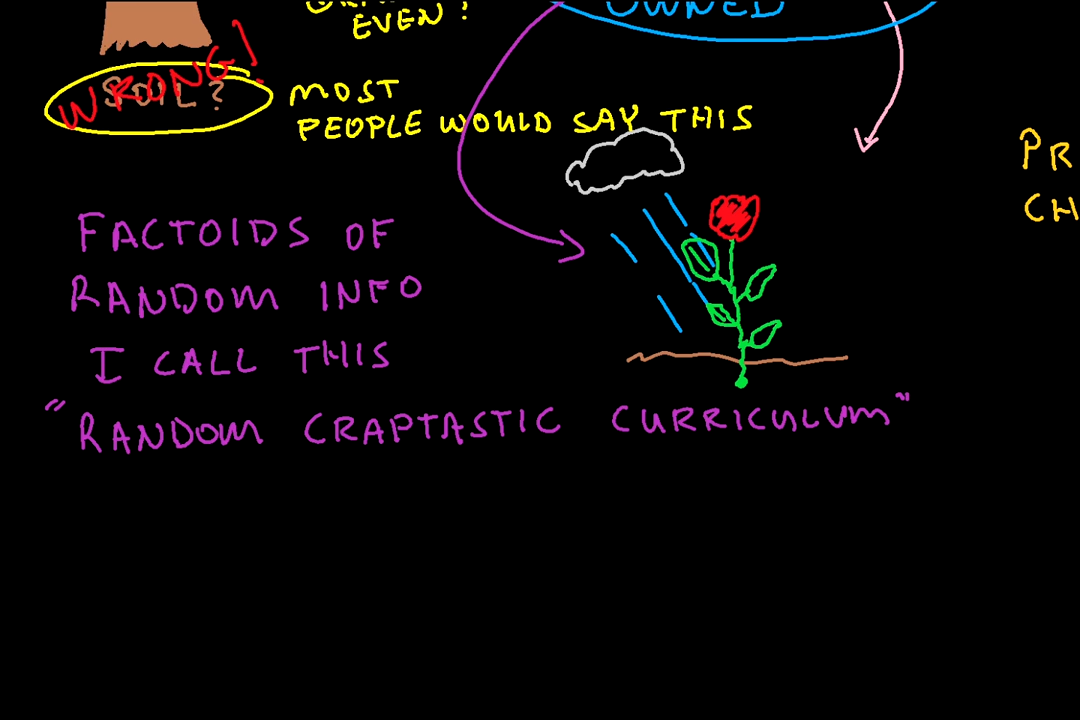 EVEN?
OWNED
WRONG!
SOIL?
MOST
PEOPLE WOULD SAY THIS
PR
CH
FACTOIDS OF
RANDOM INFO
I CALL THIS
"RANDOM CRAPTASTIC CURRICULUM"